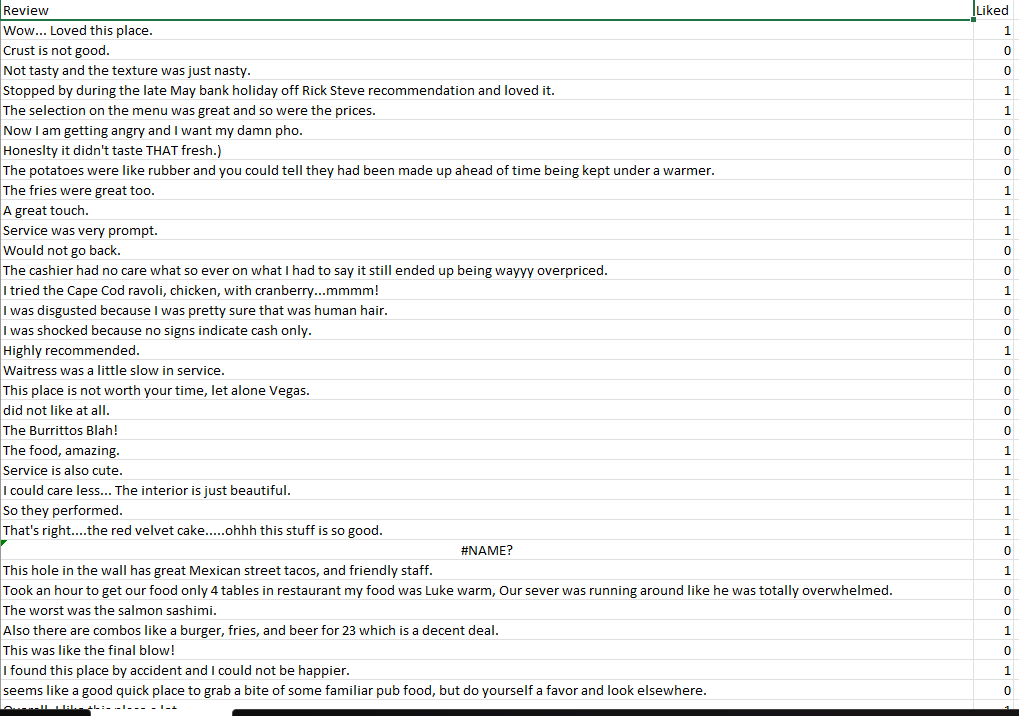 Review Liked
Wow... Loved this place. 1
Crust is not good. 0
Not tasty and the texture was just nasty. 0
Stopped by during the late May bank holiday off Rick Steve recommendation and loved it. 1
The selection on the menu was great and so were the prices. 1
Now I am getting angry and I want my damn pho. 0
Honeslty it didn't taste THAT fresh.) 0
The potatoes were like rubber and you could tell they had been made up ahead of time being kept under a warmer. 0
The fries were great too. 1
A great touch. 1
Service was very prompt. 1
Would not go back. 0
The cashier had no care what so ever on what I had to say it still ended up being wayyy overpriced. 0
I tried the Cape Cod ravoli, chicken, with cranberry...mmmm! 1
I was disgusted because I was pretty sure that was human hair. 0
I was shocked because no signs indicate cash only. 0
Highly recommended. 1
Waitress was a little slow in service. 0
This place is not worth your time, let alone Vegas. 0
did not like at all. 0
The Burrittos Blah! 0
The food, amazing. 1
Service is also cute. 1
I could care less... The interior is just beautiful. 1
So they performed. 1
That's right....the red velvet cake.....ohhh this stuff is so good. 1
#NAME? 0
This hole in the wall has great Mexican street tacos, and friendly staff. 1
Took an hour to get our food only 4 tables in restaurant my food was Luke warm, Our sever was running around like he was totally overwhelmed. 0
The worst was the salmon sashimi. 0
Also there are combos like a burger, fries, and beer for 23 which is a decent deal. 1
This was like the final blow! 0
I found this place by accident and I could not be happier. 1
seems like a good quick place to grab a bite of some familiar pub food, but do yourself a favor and look elsewhere. 0